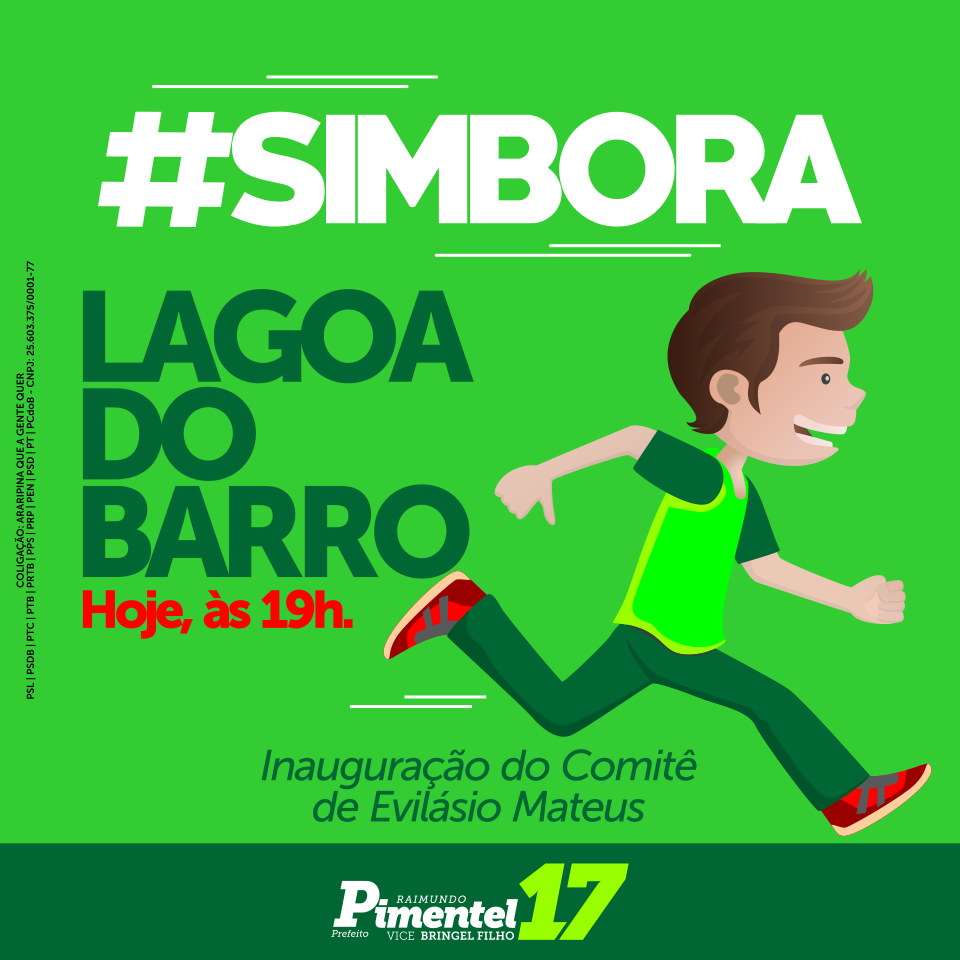 #SIMBORA
LAGOA
DO
BARRO
Hoje, às 19h.
COLIGAÇÃO: ARARIPINA QUE A GENTE QUER
PSL | PSDB | PTC | PTB | PRTB | PPS | PRP | PEN | PSD | PT | PCdoB - CNPJ: 25.603.375/0001-77
Inauguração do Comitê
de Evilásio Mateus
RAIMUNDO
Pimentel 17
Prefeito VICE BRINGEL FILHO